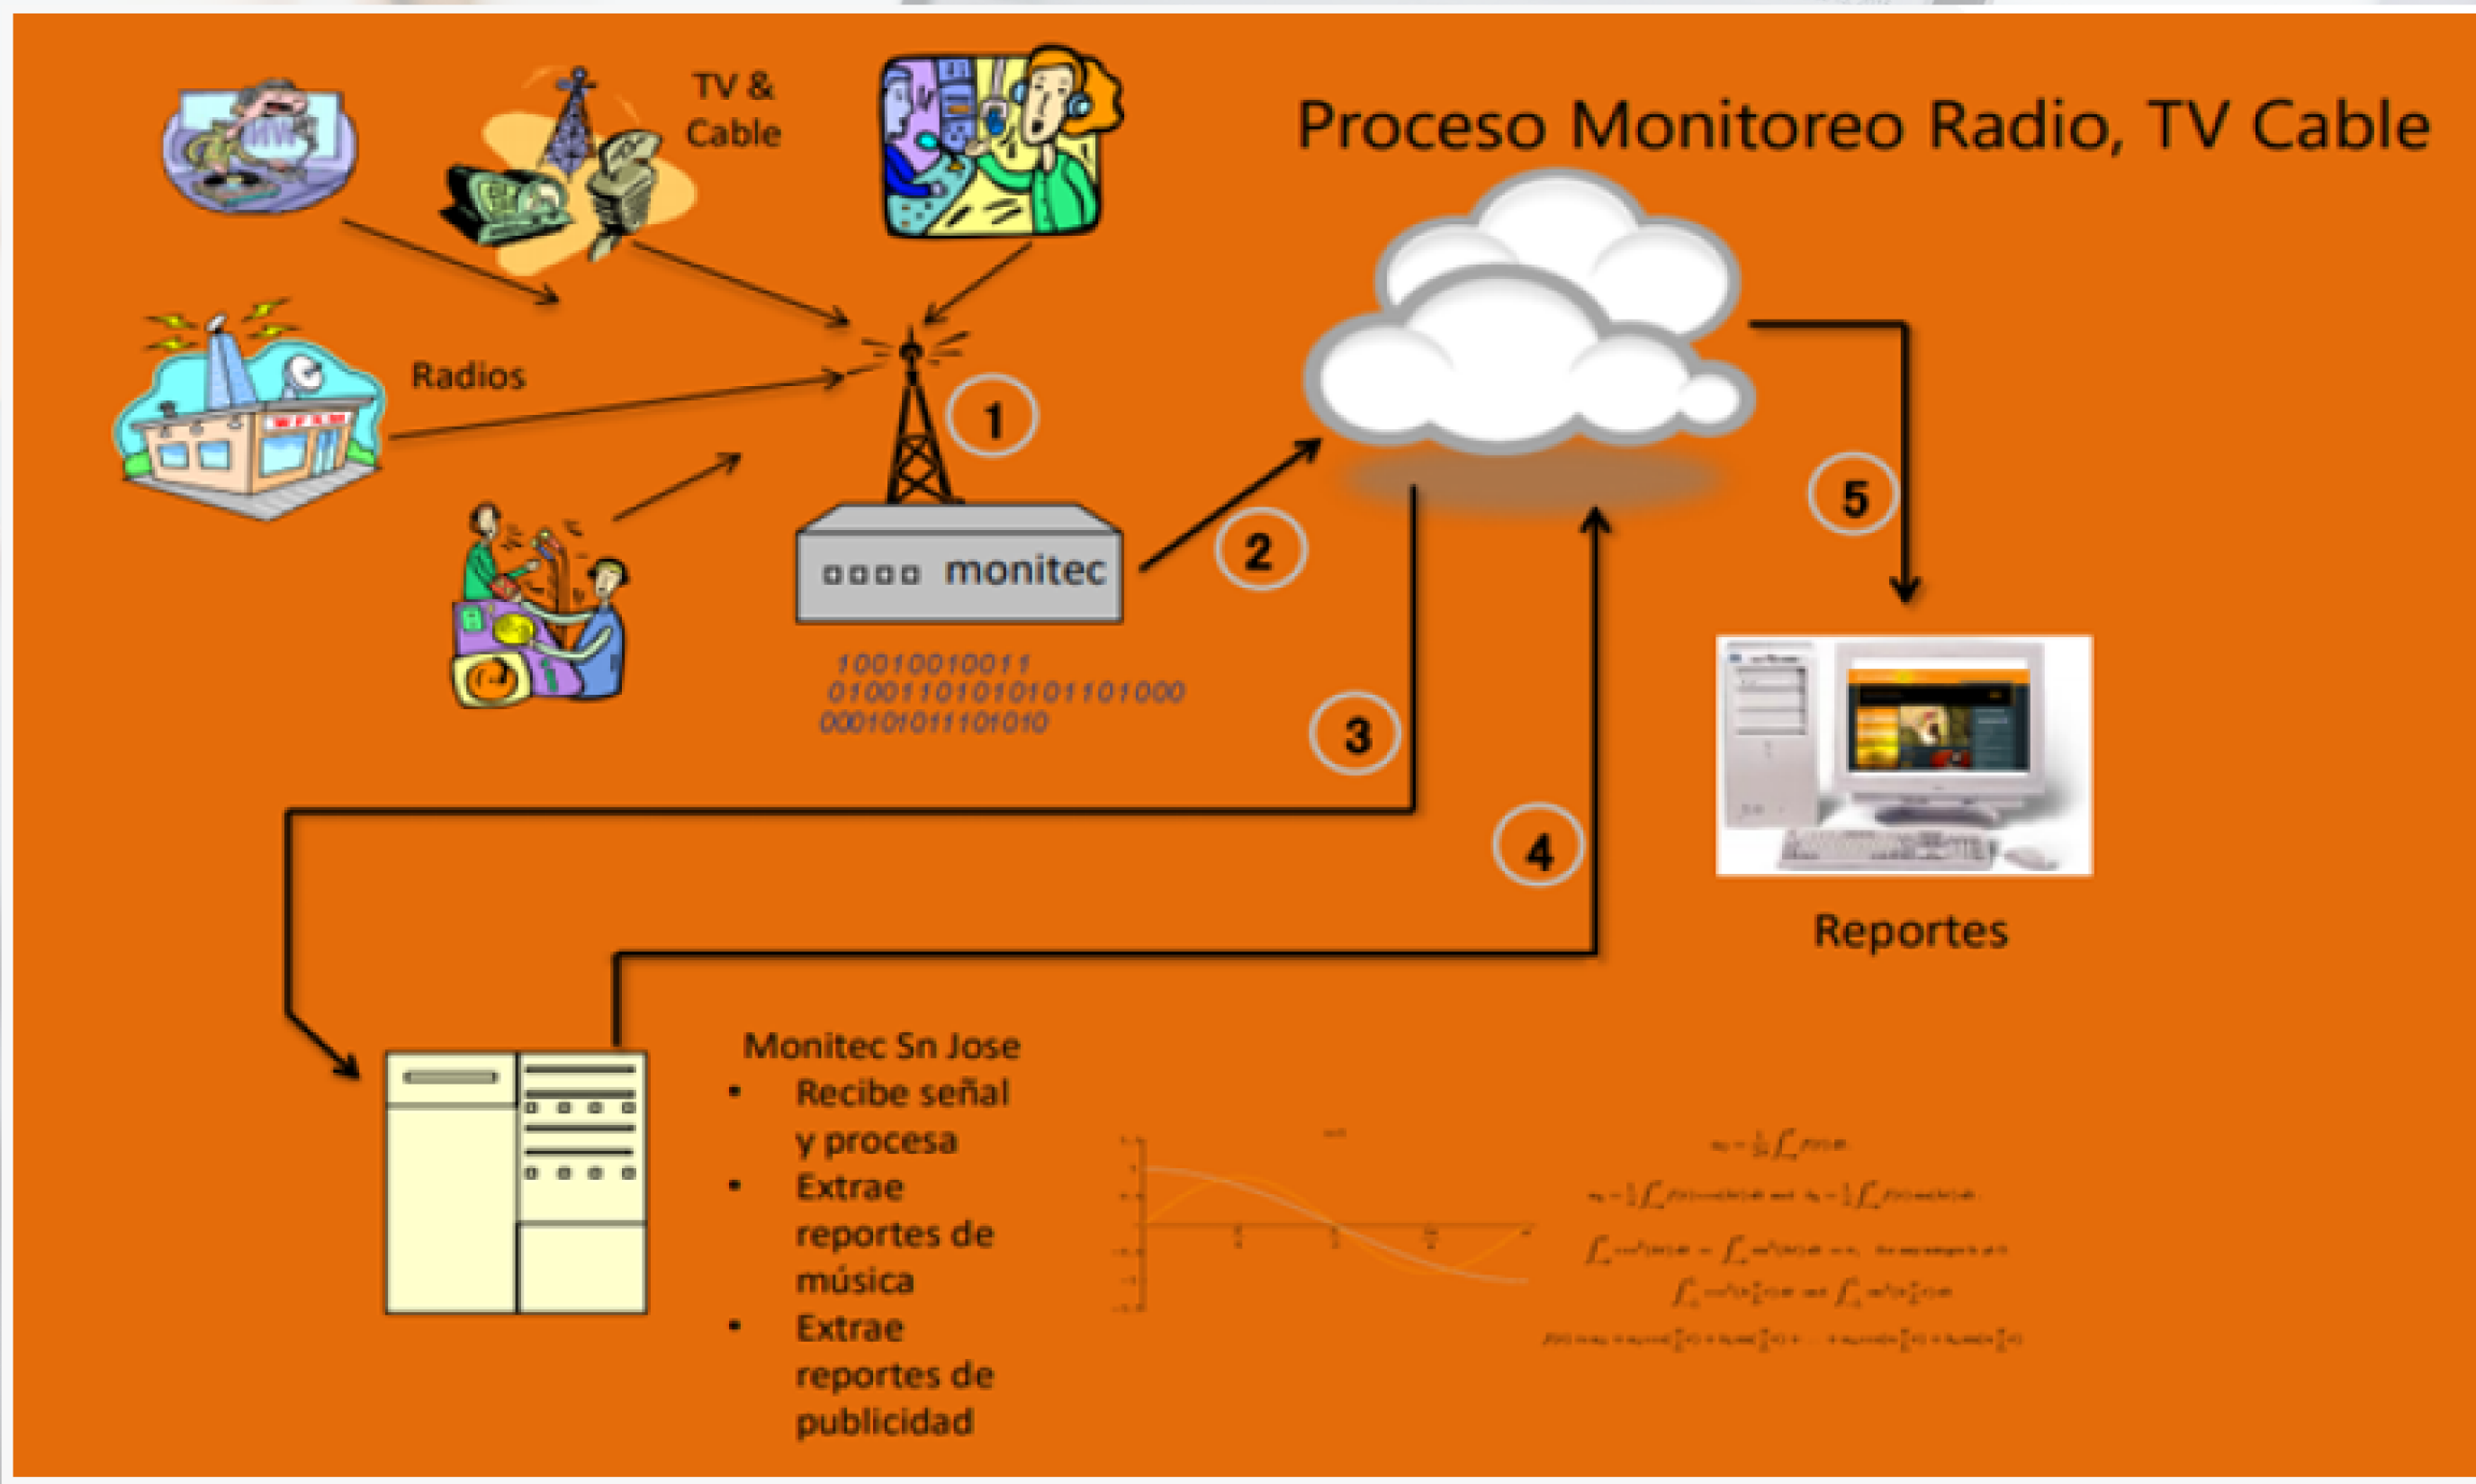 TV &
Cable
Proceso Monitoreo Radio, TV Cable
Radios
1
2
monitec
5
10010010011
01001101010101101000
000101011101010
3
4
Reportes
Monitec Sn Jose
• Recibe señal
y procesa
• Extrae
reportes de
música
• Extrae
reportes de
publicidad